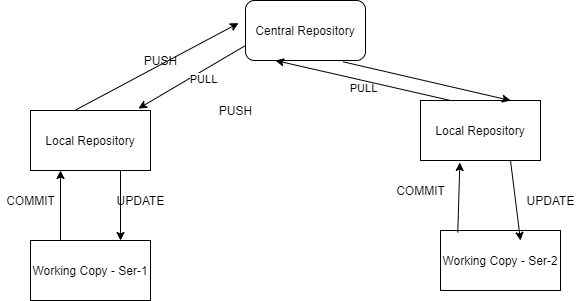 Central Repository
PUSH
PULL
PULL
PUSH
Local Repository
Local Repository
COMMIT
UPDATE
COMMIT
UPDATE
Working Copy - Ser-1
Working Copy - Ser-2